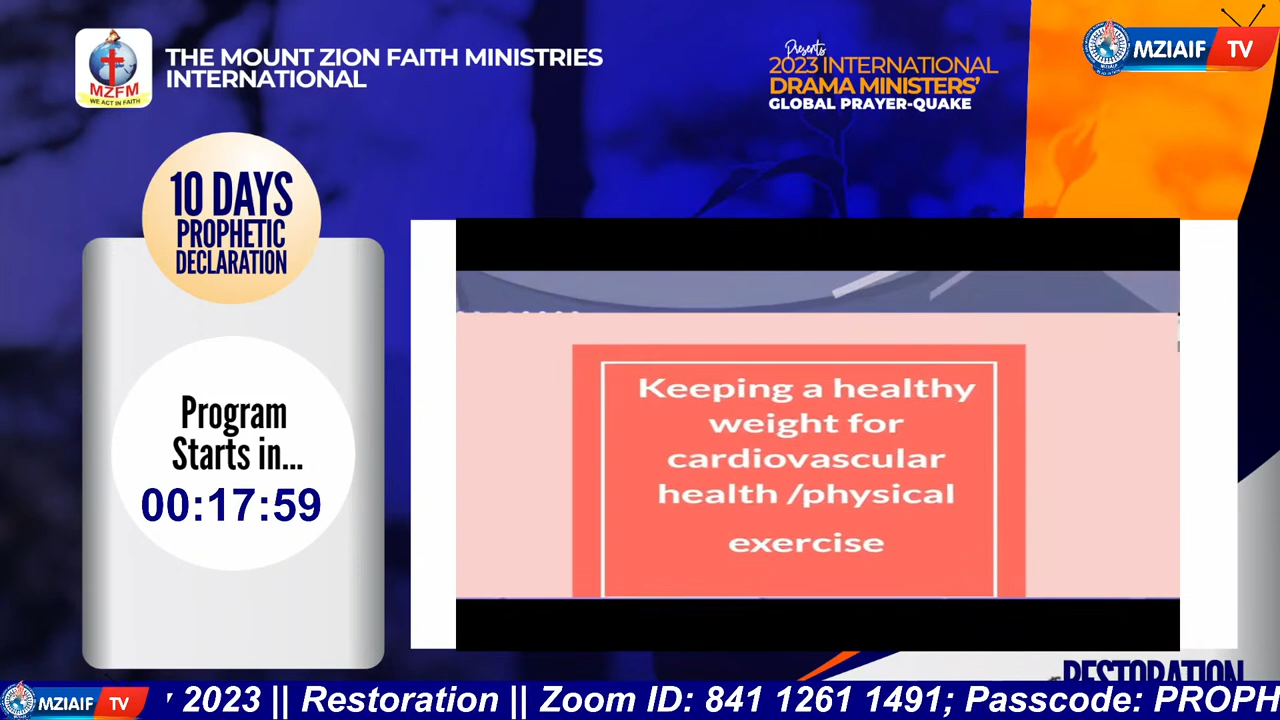 MZFM
WE ACT IN FAITH
THE MOUNT ZION FAITH MINISTRIES
INTERNATIONAL
Presents
2023 INTERNATIONAL
DRAMA MINISTERS'
GLOBAL PRAYER-QUAKE
MZIAIF TV
10 DAYS
PROPHETIC
DECLARATION
Program
Starts in...
00:17:59
Keeping a healthy
weight for
cardiovascular
health /physical
exercise
RESTORATION
MZIAIF TV
2023 || Restoration || Zoom ID: 841 1261 1491; Passcode: PROPH